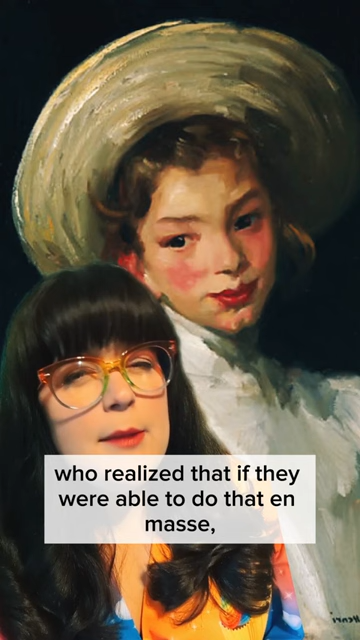 who realized that if they
were able to do that en
masse,